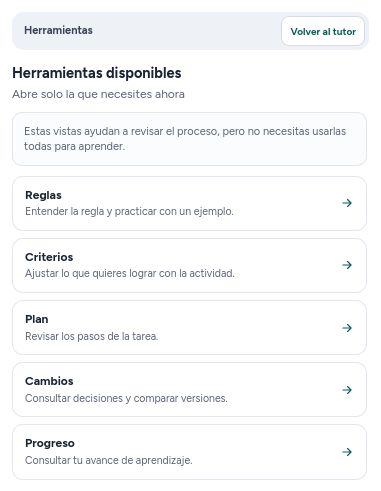 Herramientas
Volver al tutor
Herramientas disponibles
Abre solo la que necesites ahora
Estas vistas ayudan a revisar el proceso, pero no necesitas usarlas
todas para aprender.
Reglas
Entender la regla y practicar con un ejemplo.
Criterios
Ajustar lo que quieres lograr con la actividad.
Plan
Revisar los pasos de la tarea.
Cambios
Consultar decisiones y comparar versiones.
Progreso
Consultar tu avance de aprendizaje.